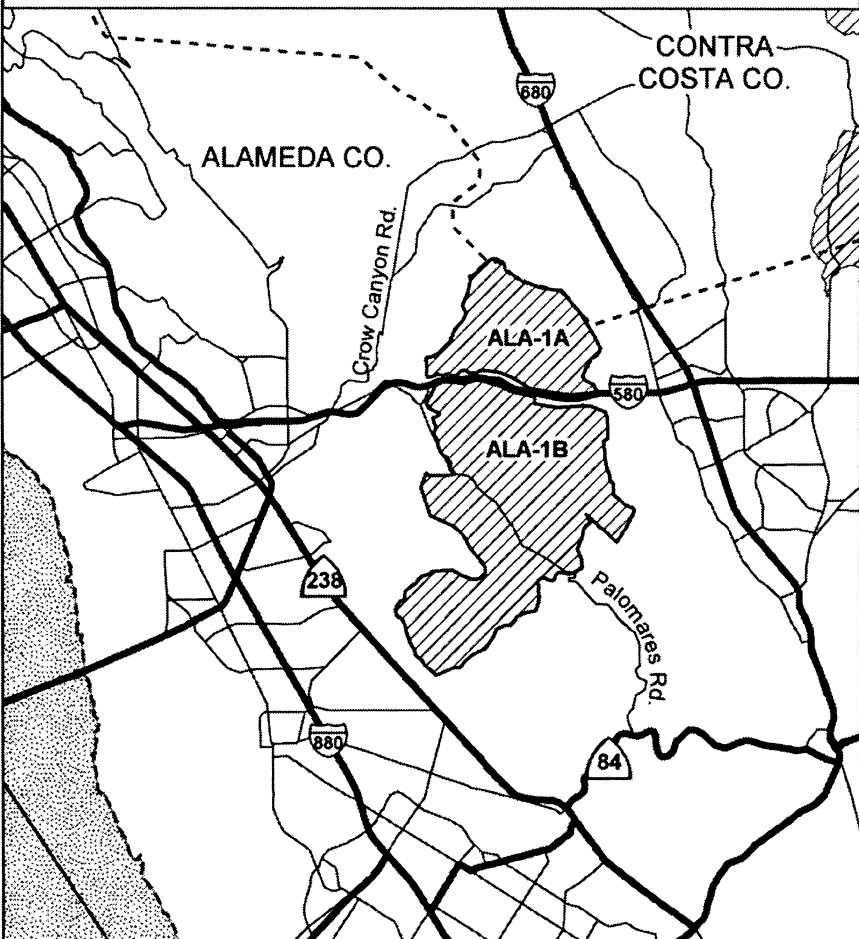 CONTRA
COSTA CO.
680
ALAMEDA CO.
Crow Canyon Rd.
ALA-1A
580
ALA-1B
238
Palomares Rd.
880
84